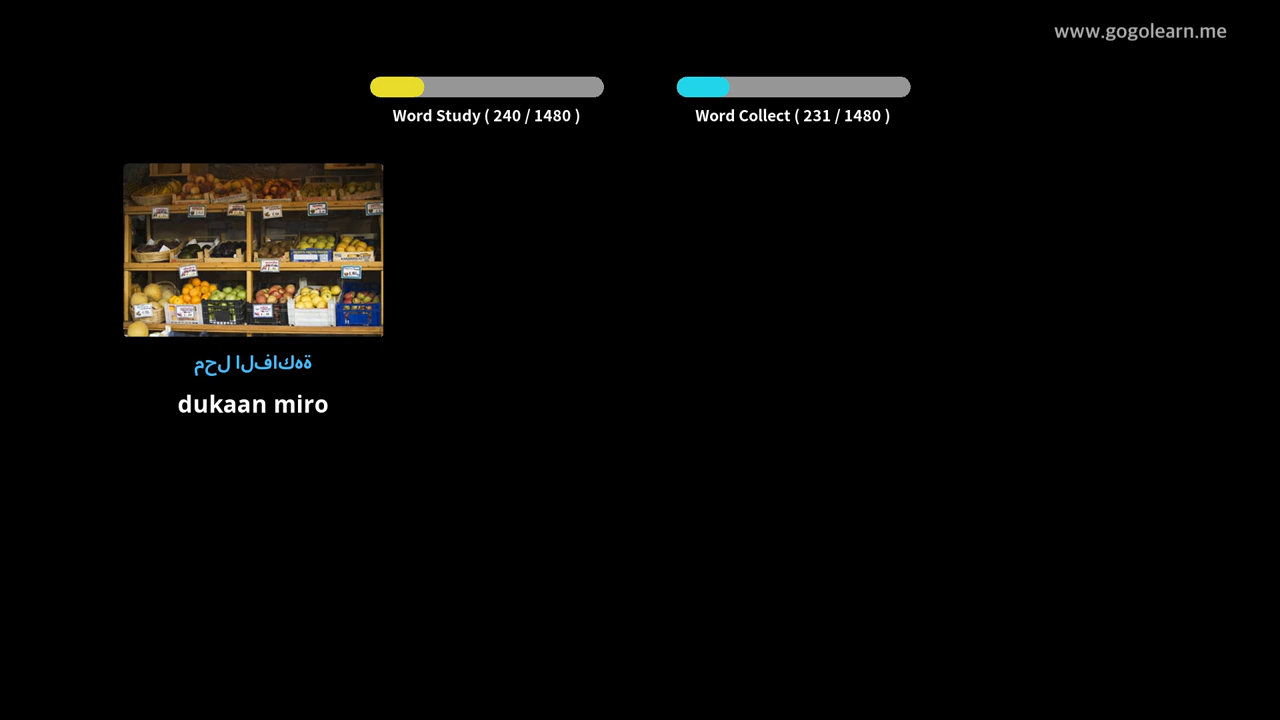 www.gogolearn.me
Word Study ( 240 / 1480 )
Word Collect ( 231 / 1480 )
محل الفاكهة
dukaan miro